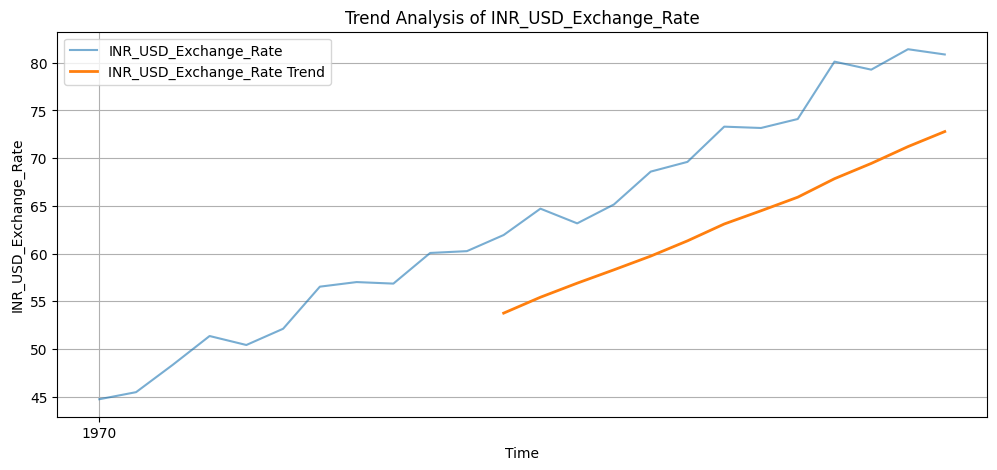 Trend Analysis of INR_USD_Exchange_Rate
INR_USD_Exchange_Rate
INR_USD_Exchange_Rate Trend
80
75
70
65
60
55
50
45
INR_USD_Exchange_Rate
1970
Time